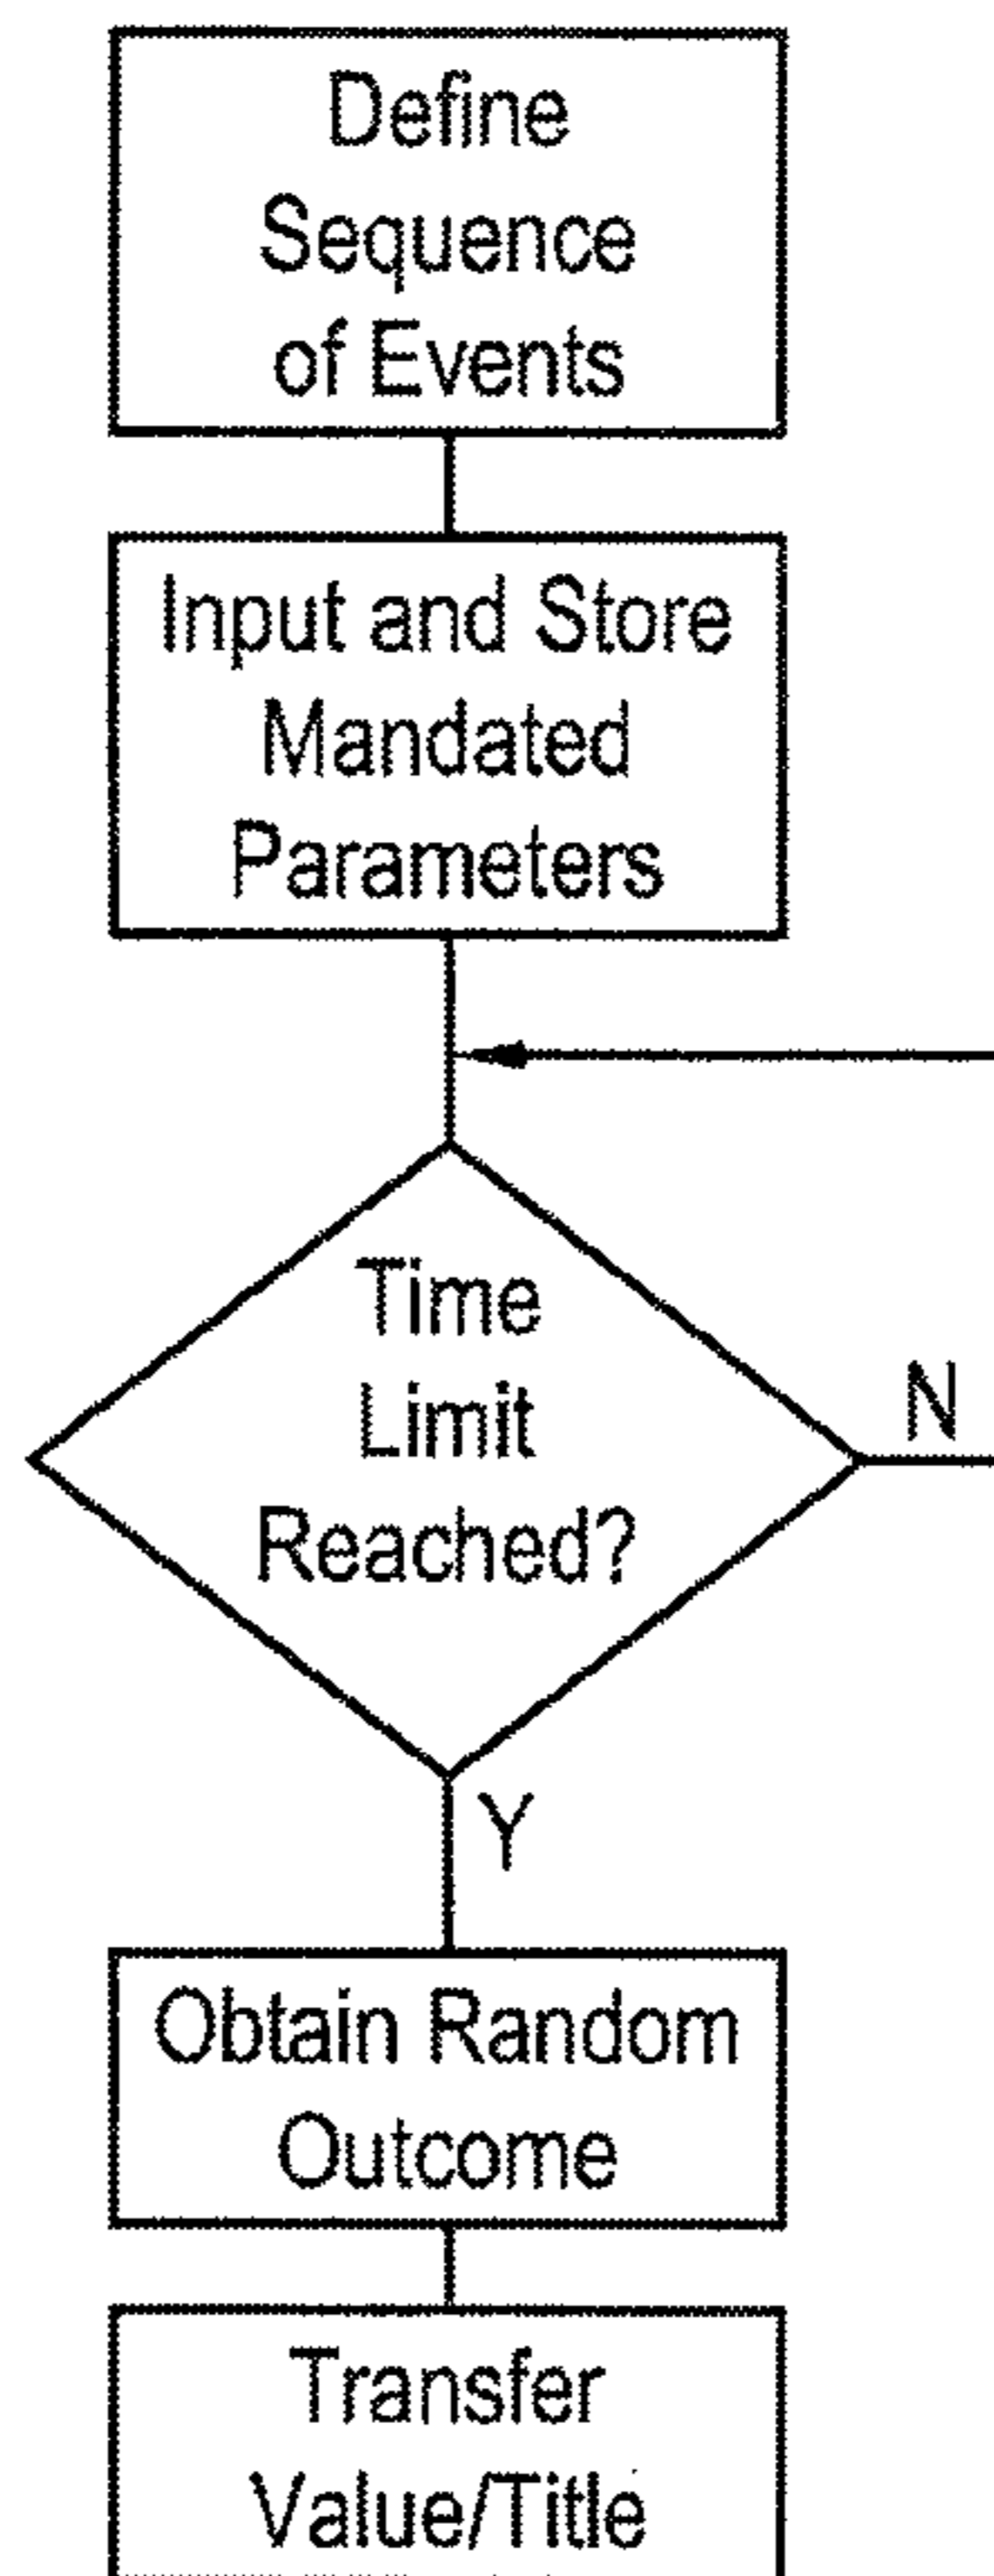 Define
Sequence
of Events
Input and Store
Mandated
Parameters
Time
Limit
Reached?
N
Y
Obtain Random
Outcome
Transfer
Value/Title